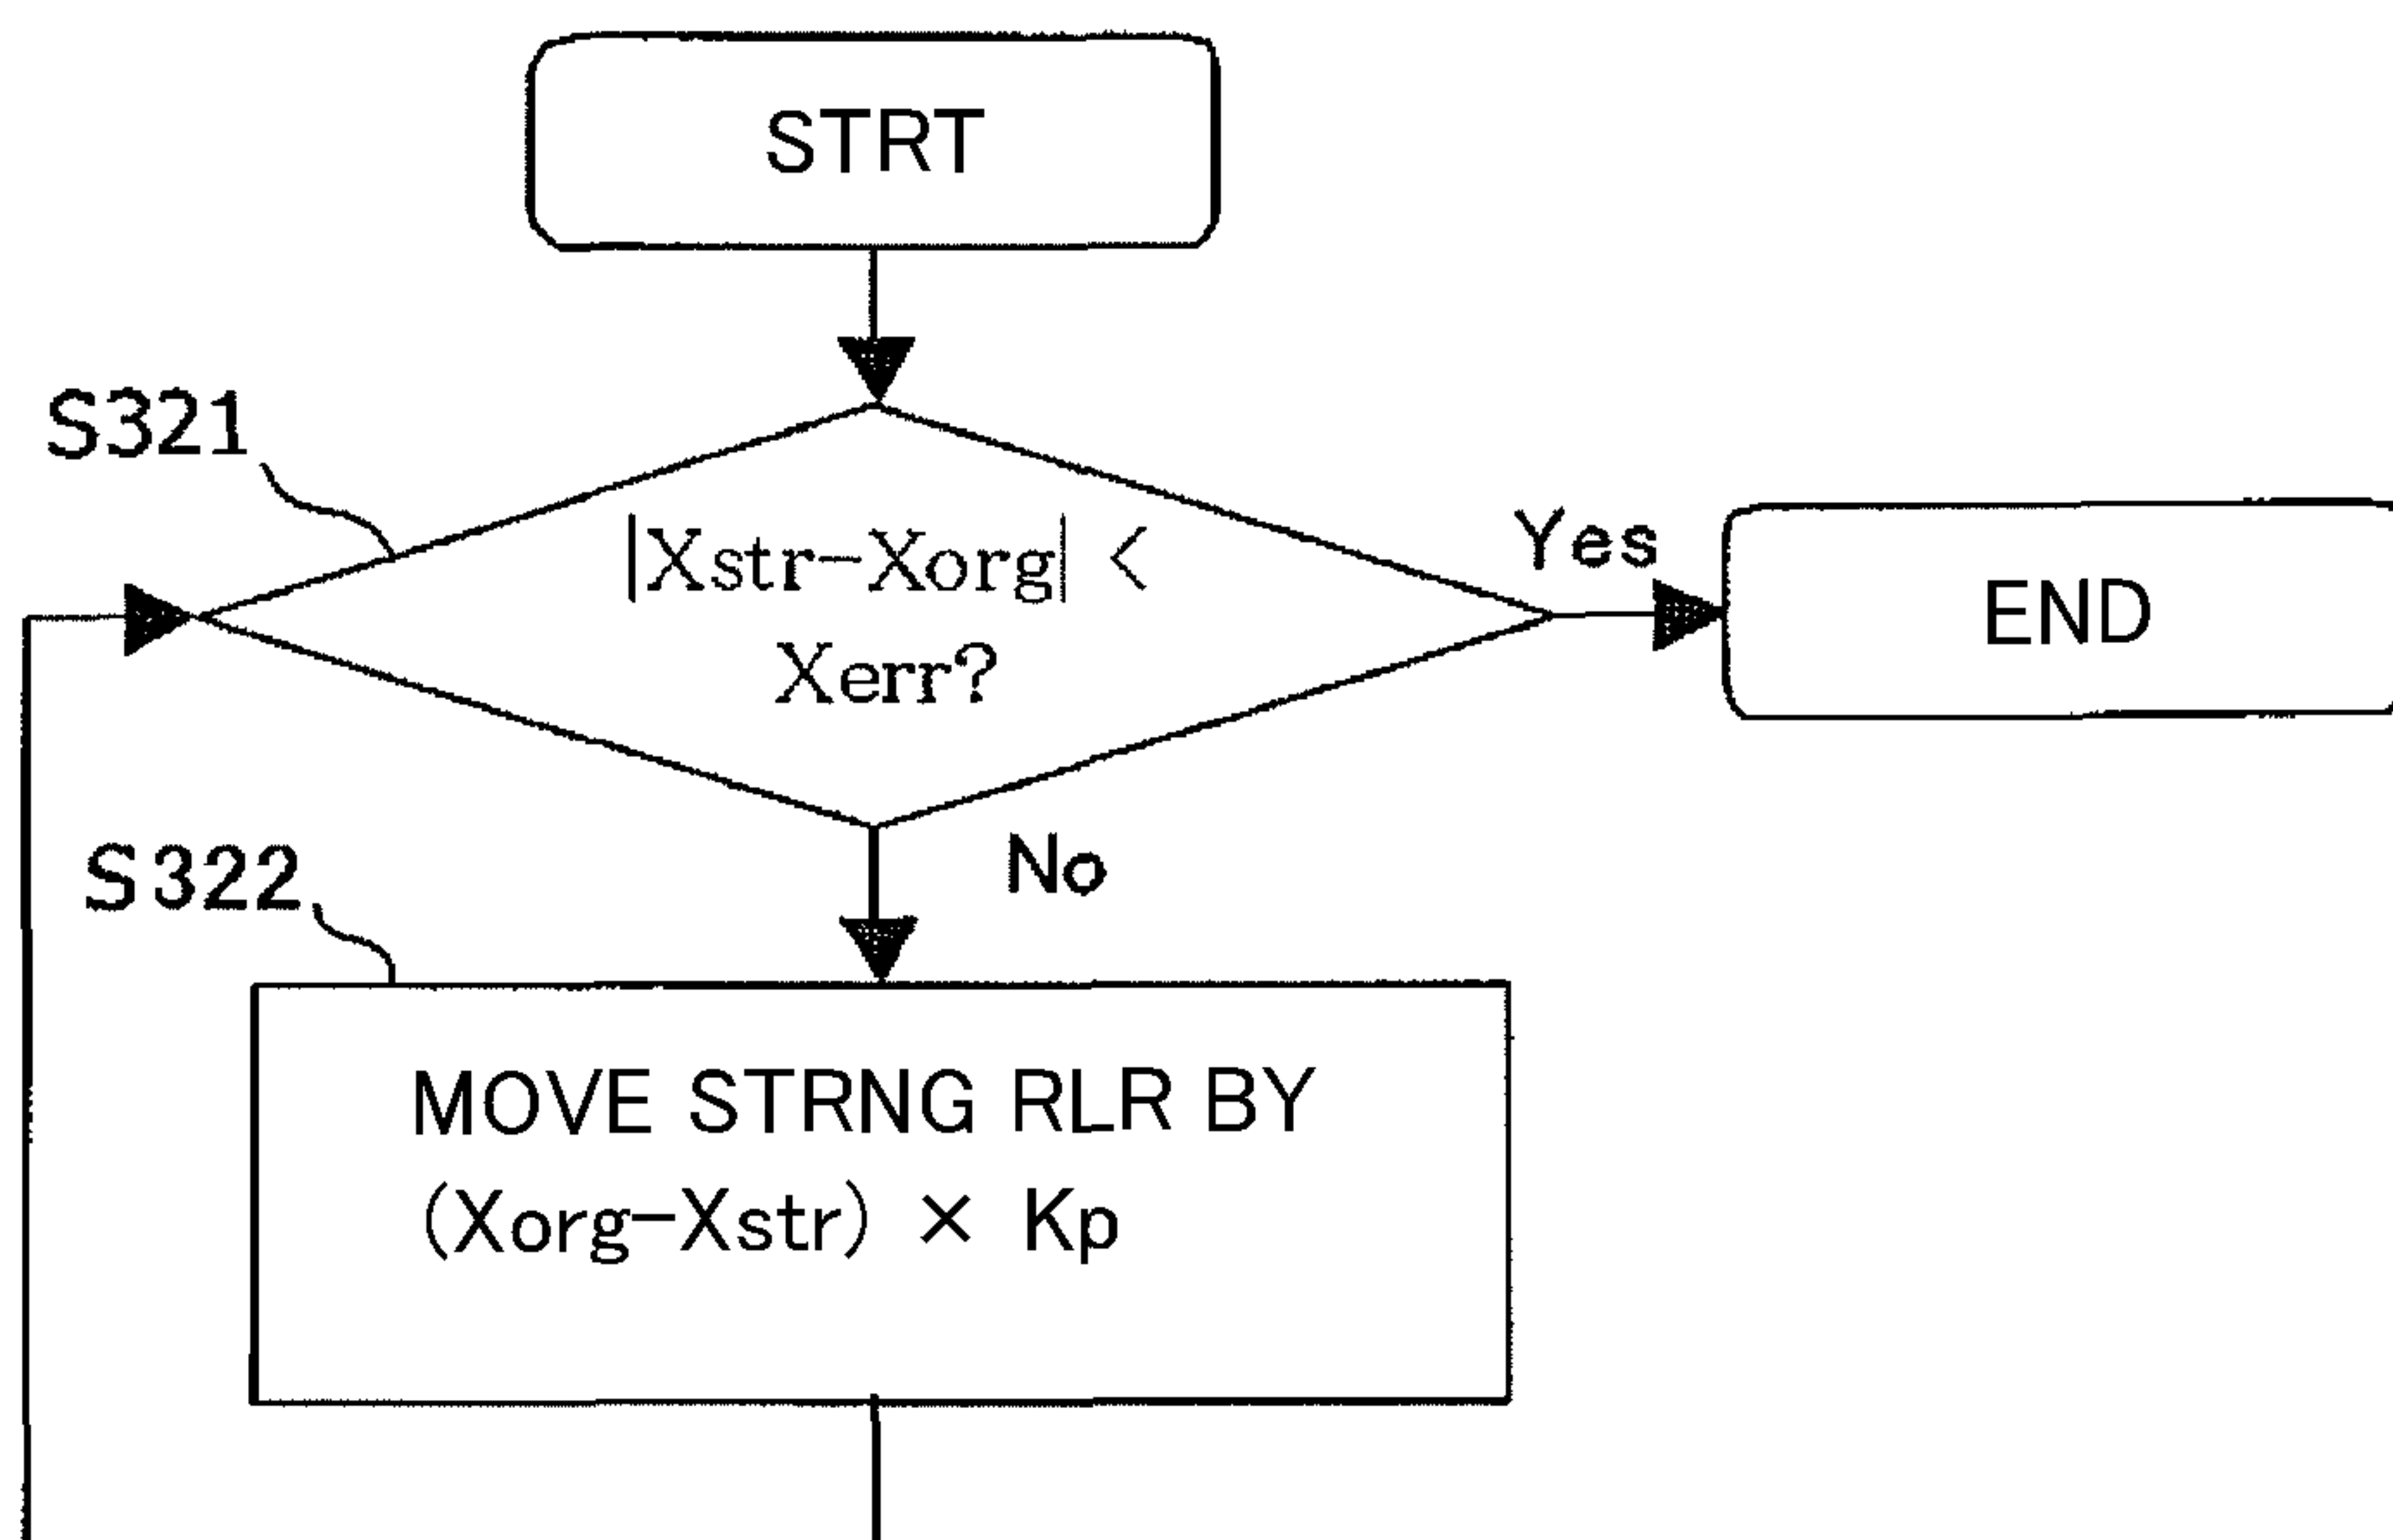 STRT
S321
|Xstr-Xorg| <
Xerr?
Yes
END
No
S322
MOVE STRNG RLR BY
(Xorg-Xstr) × Kp